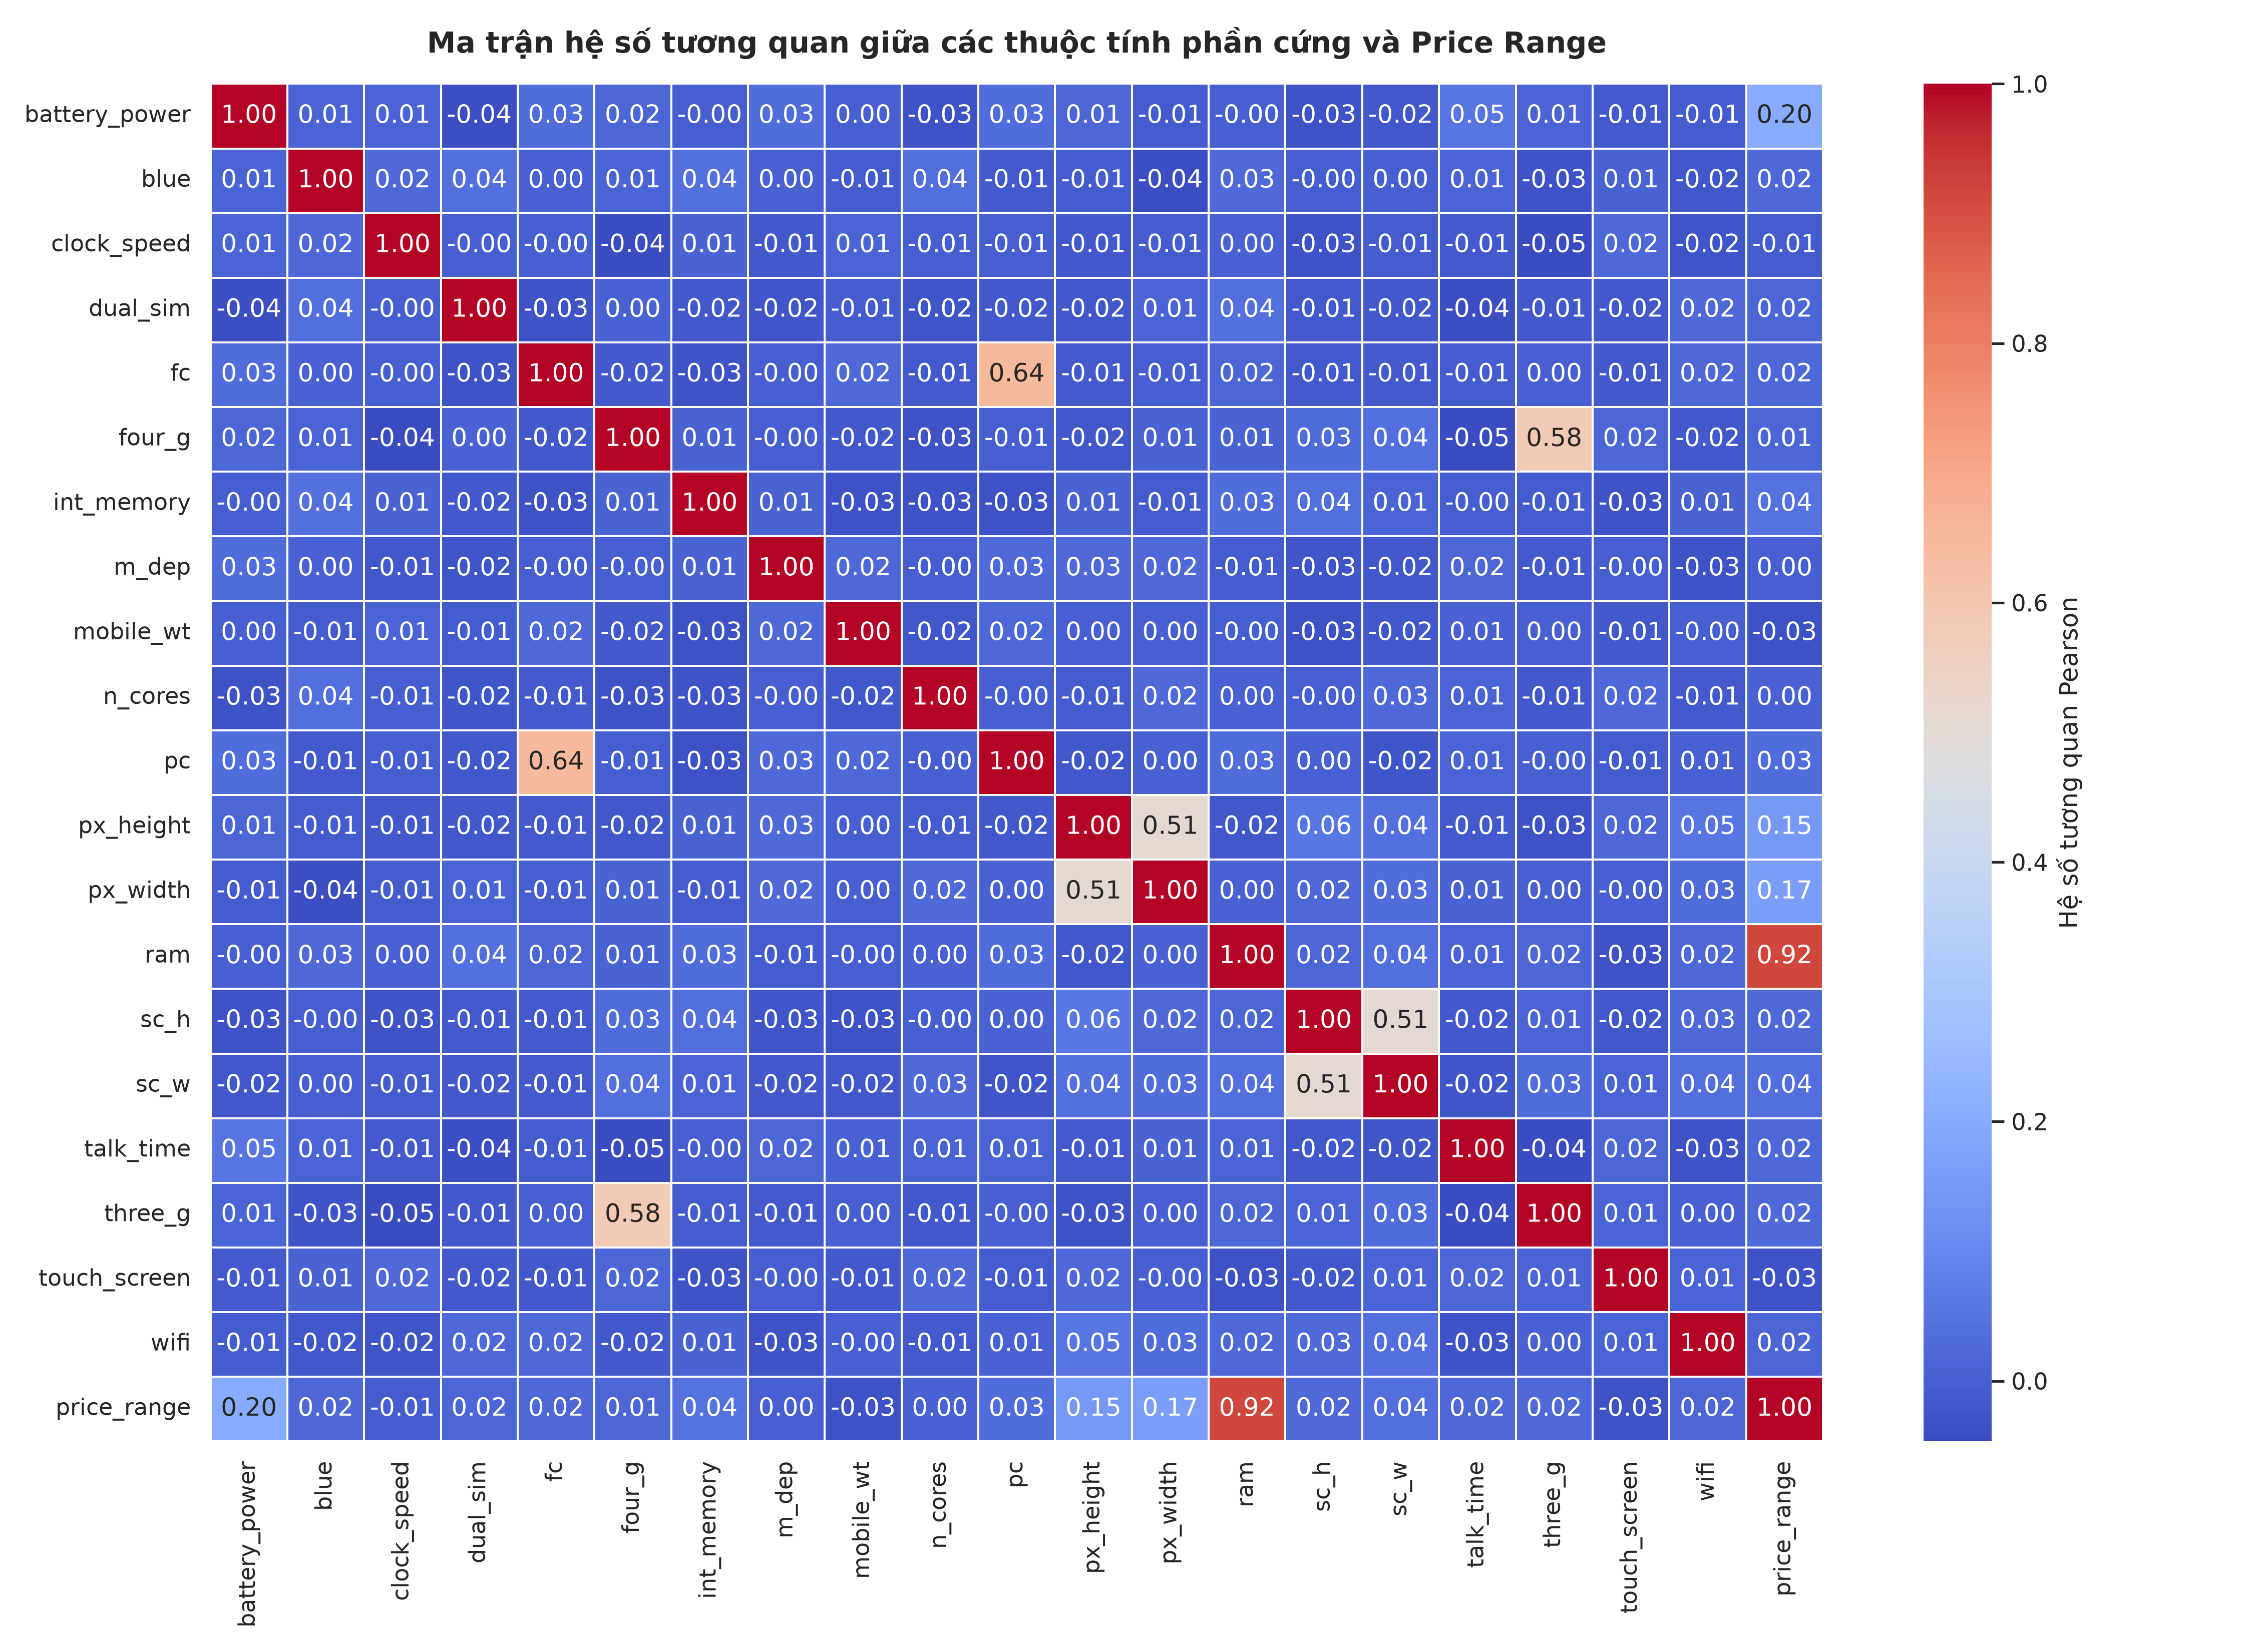 Ma trận hệ số tương quan giữa các thuộc tính phần cứng và Price Range
battery_power 1.00 0.01 0.01 -0.04 0.03 0.02 -0.00 0.03 0.00 -0.03 0.03 0.01 -0.01 -0.00 -0.03 -0.02 0.05 0.01 -0.01 -0.01 0.20
blue 0.01 1.00 0.02 0.04 0.00 0.01 0.04 0.00 -0.01 0.04 -0.01 -0.01 -0.04 0.03 -0.00 0.00 0.01 -0.03 0.01 -0.02 0.02
clock_speed 0.01 0.02 1.00 -0.00 -0.00 -0.04 0.01 -0.01 0.01 -0.01 -0.01 -0.01 -0.01 0.00 -0.03 -0.01 -0.01 -0.05 0.02 -0.02 -0.01
dual_sim -0.04 0.04 -0.00 1.00 -0.03 0.00 -0.02 -0.02 -0.01 -0.02 -0.02 -0.02 0.01 0.04 -0.01 -0.02 -0.04 -0.01 -0.02 0.02 0.02
fc 0.03 0.00 -0.00 -0.03 1.00 -0.02 -0.03 -0.00 0.02 -0.01 0.64 -0.01 -0.01 0.02 -0.01 -0.01 -0.01 0.00 -0.01 0.02 0.02
four_g 0.02 0.01 -0.04 0.00 -0.02 1.00 0.01 -0.00 -0.02 -0.03 -0.01 -0.02 0.01 0.01 0.03 0.04 -0.05 0.58 0.02 -0.02 0.01
int_memory -0.00 0.04 0.01 -0.02 -0.03 0.01 1.00 0.01 -0.03 -0.03 -0.03 0.01 -0.01 0.03 0.04 0.01 -0.00 -0.01 -0.03 0.01 0.04
m_dep 0.03 0.00 -0.01 -0.02 -0.00 -0.00 0.01 1.00 0.02 -0.00 0.03 0.03 0.02 -0.01 -0.03 -0.02 0.02 -0.01 -0.00 -0.03 0.00
mobile_wt 0.00 -0.01 0.01 -0.01 0.02 -0.02 -0.03 0.02 1.00 -0.02 0.02 0.00 0.00 -0.00 -0.03 -0.02 0.01 0.00 -0.01 -0.00 -0.03
n_cores -0.03 0.04 -0.01 -0.02 -0.01 -0.03 -0.03 -0.00 -0.02 1.00 -0.00 -0.01 0.02 0.00 -0.00 0.03 0.01 -0.01 0.02 -0.01 0.00
pc 0.03 -0.01 -0.01 -0.02 0.64 -0.01 -0.03 0.03 0.02 -0.00 1.00 -0.02 0.00 0.03 0.00 -0.02 0.01 -0.00 -0.01 0.01 0.03
px_height 0.01 -0.01 -0.01 -0.02 -0.01 -0.02 0.01 0.03 0.00 -0.01 -0.02 1.00 0.51 -0.02 0.06 0.04 -0.01 -0.03 0.02 0.05 0.15
px_width -0.01 -0.04 -0.01 0.01 -0.01 0.01 -0.01 0.02 0.00 0.02 0.00 0.51 1.00 0.00 0.02 0.03 0.01 0.00 -0.00 0.03 0.17
ram -0.00 0.03 0.00 0.04 0.02 0.01 0.03 -0.01 -0.00 0.00 0.03 -0.02 0.00 1.00 0.02 0.04 0.01 0.02 -0.03 0.02 0.92
sc_h -0.03 -0.00 -0.03 -0.01 -0.01 0.03 0.04 -0.03 -0.03 -0.00 0.00 0.06 0.02 0.02 1.00 0.51 -0.02 0.01 -0.02 0.03 0.02
sc_w -0.02 0.00 -0.01 -0.02 -0.01 0.04 0.01 -0.02 -0.02 0.03 -0.02 0.04 0.03 0.04 0.51 1.00 -0.02 0.03 0.01 0.04 0.04
talk_time 0.05 0.01 -0.01 -0.04 -0.01 -0.05 -0.00 0.02 0.01 0.01 0.01 -0.01 0.01 0.01 -0.02 -0.02 1.00 -0.04 0.02 -0.03 0.02
three_g 0.01 -0.03 -0.05 -0.01 0.00 0.58 -0.01 -0.01 0.00 -0.01 -0.00 -0.03 0.00 0.02 0.01 0.03 -0.04 1.00 0.01 0.00 0.02
touch_screen -0.01 0.01 0.02 -0.02 -0.01 0.02 -0.03 -0.00 -0.01 0.02 -0.01 0.02 -0.00 -0.03 -0.02 0.01 0.02 0.01 1.00 0.01 -0.03
wifi -0.01 -0.02 -0.02 0.02 0.02 -0.02 0.01 -0.03 -0.00 -0.01 0.01 0.05 0.03 0.02 0.03 0.04 -0.03 0.00 0.01 1.00 0.02
price_range 0.20 0.02 -0.01 0.02 0.02 0.01 0.04 0.00 -0.03 0.00 0.03 0.15 0.17 0.92 0.02 0.04 0.02 0.02 -0.03 0.02 1.00
battery_power blue clock_speed dual_sim fc four_g int_memory m_dep mobile_wt n_cores pc px_height px_width ram sc_h sc_w talk_time three_g touch_screen wifi price_range
1.0
0.8
0.6
0.4
0.2
0.0
Hệ số tương quan Pearson